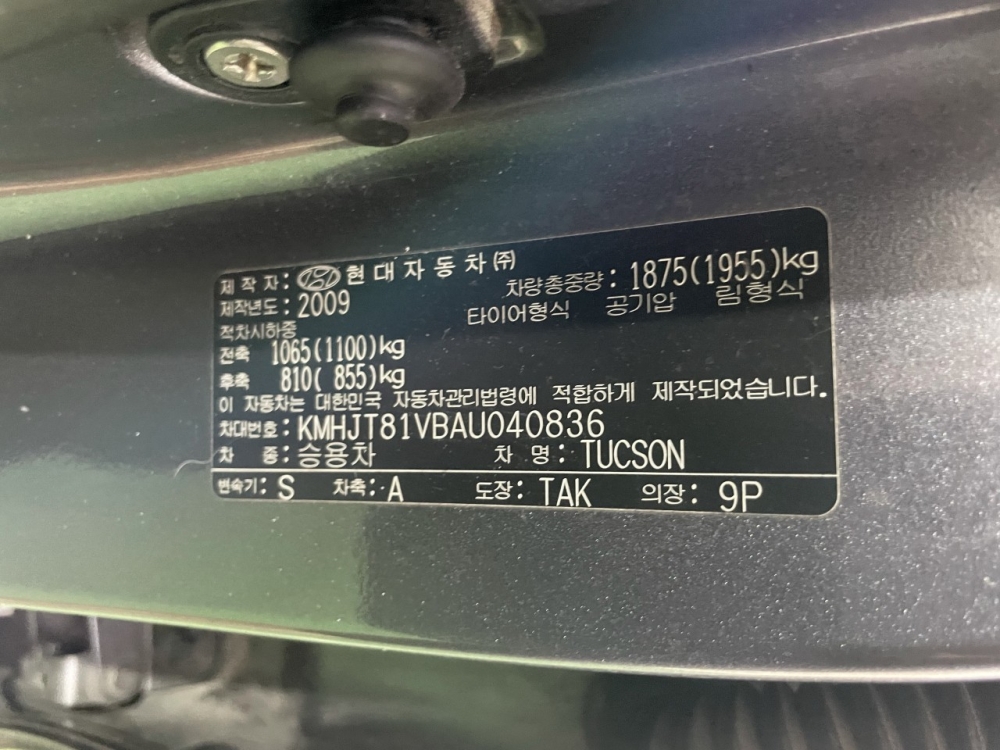 제 작 자 : 현 대 자 동 차 ㈜
차량총중량 : 1875(1955)kg
제작년도 : 2009
타이어형식 공기압 림형식
적차시하중
전축 1065(1100)kg
후축 810( 855)kg
이 자동차는 대한민국 자동차관리법령에 적합하게 제작되었습니다.
차대번호 : KMHJT81VBAU040836
차 종 : 승용차 차 명 : TUCSON
변속기 : S 차축 : A 도장 : TAK 의장 : 9P